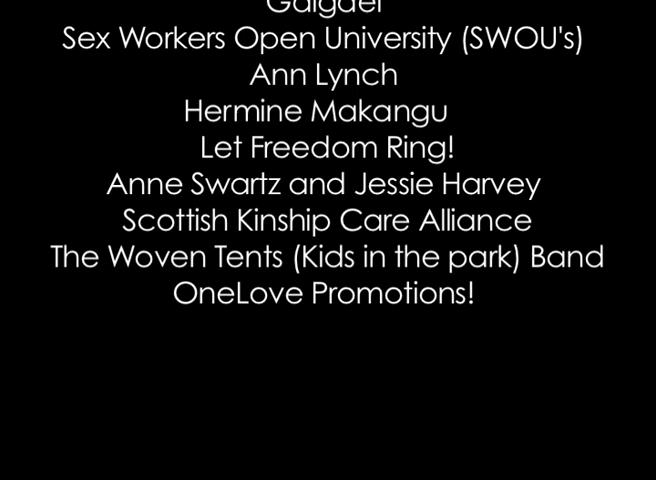 Galgael
Sex Workers Open University (SWOU's)
Ann Lynch
Hermine Makangu
Let Freedom Ring!
Anne Swartz and Jessie Harvey
Scottish Kinship Care Alliance
The Woven Tents (Kids in the park) Band
OneLove Promotions!